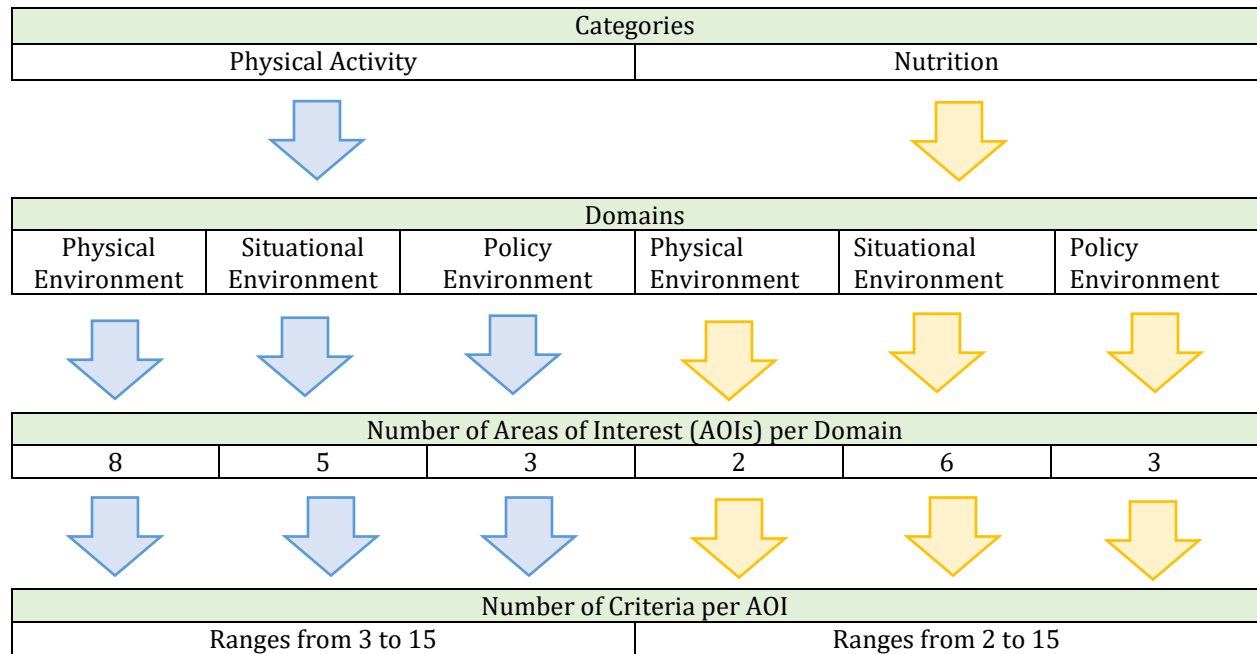 Categories
Physical Activity
Nutrition
Domains
Physical
Environment
Situational
Environment
Policy
Environment
Physical
Environment
Situational
Environment
Policy
Environment
Number of Areas of Interest (AOIs) per Domain
8
5
3
2
6
3
Number of Criteria per AOI
Ranges from 3 to 15
Ranges from 2 to 15